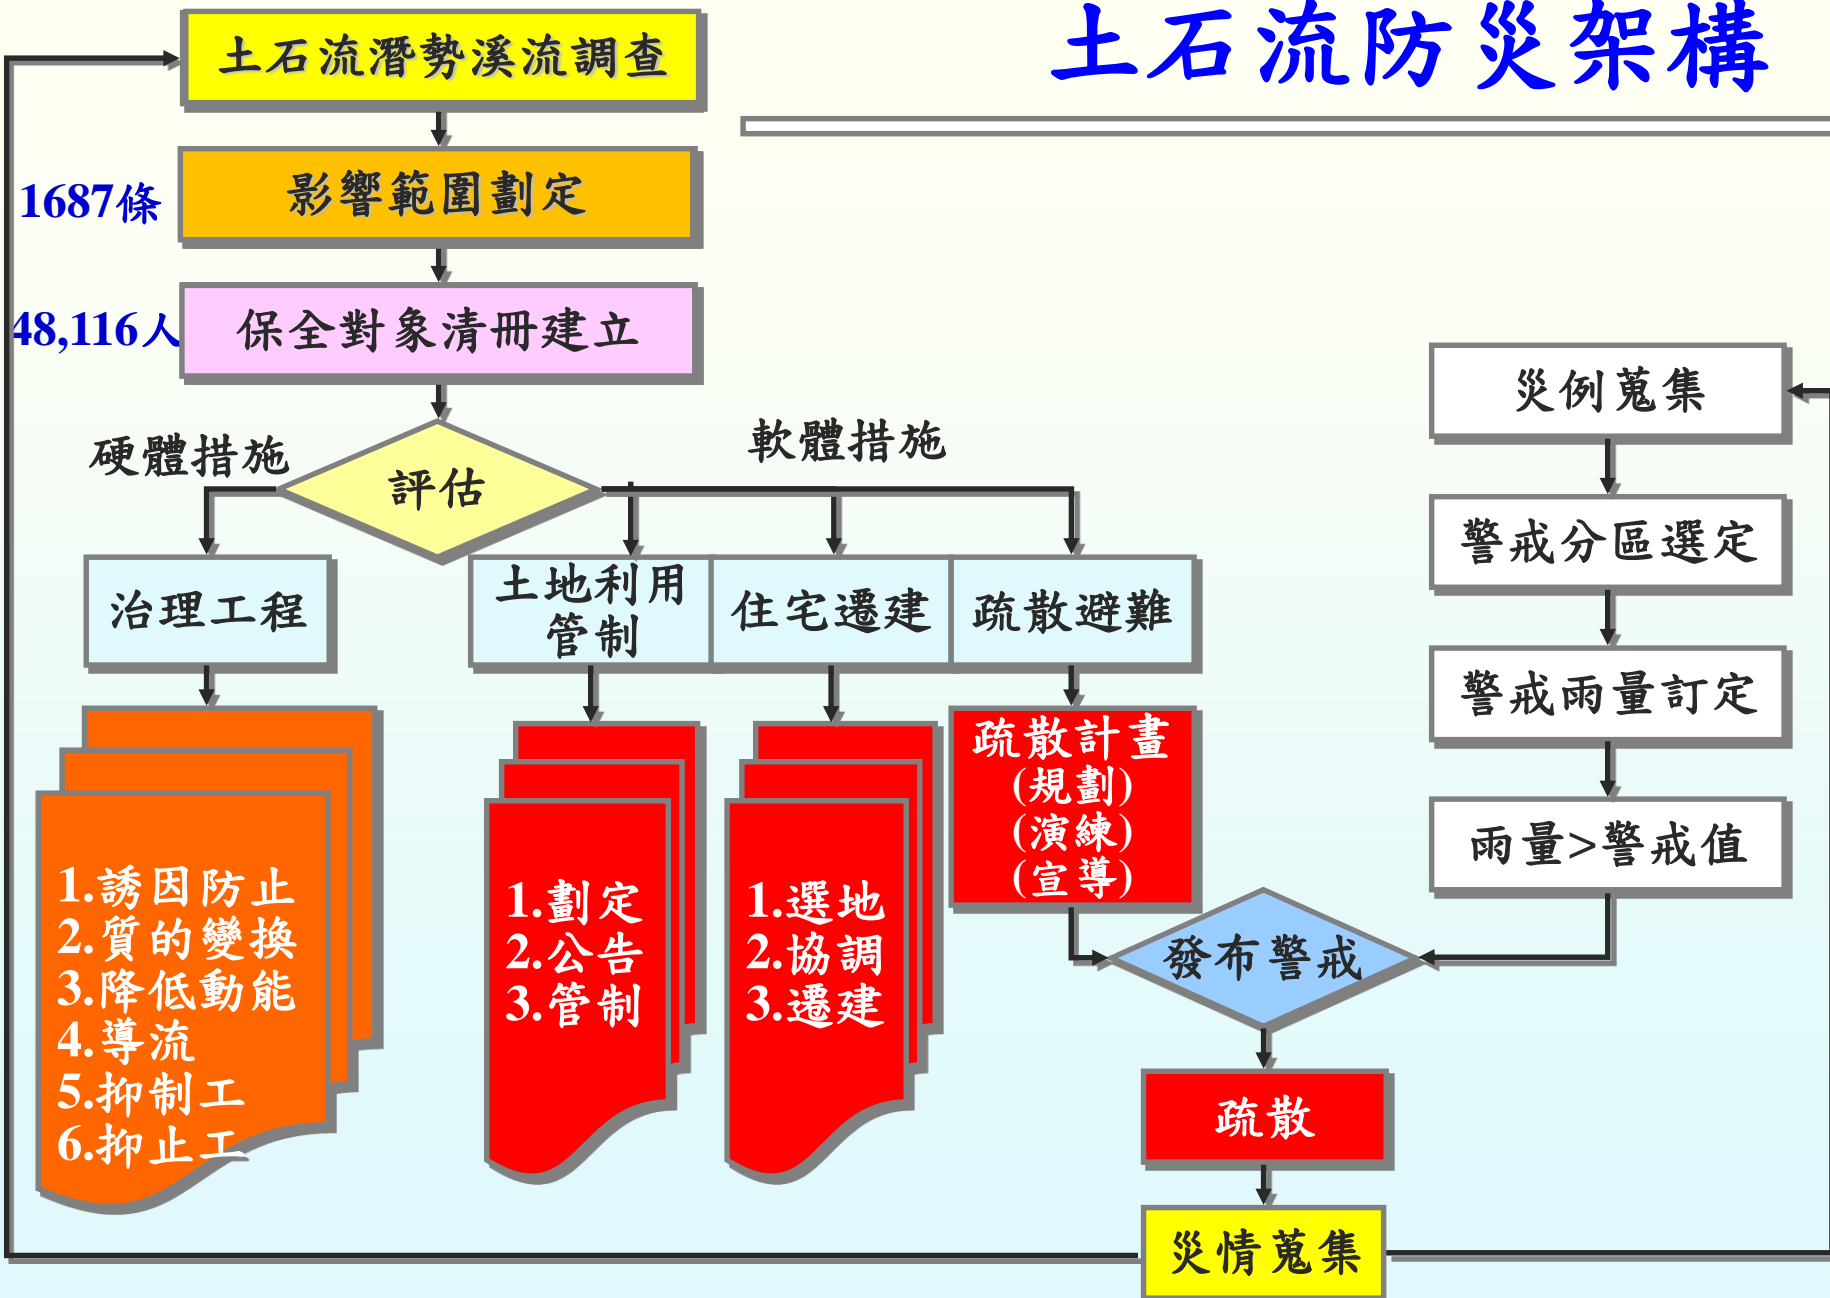 土石流防災架構
土石流潛勢溪流調查
1687條
影響範圍劃定
48,116人
保全對象清冊建立
硬體措施
評估
軟體措施
治理工程
土地利用
管制
住宅遷建
疏散避難
1.誘因防止
2.質的變換
3.降低動能
4.導流
5.抑制工
6.抑止工
1.劃定
2.公告
3.管制
1.選地
2.協調
3.遷建
疏散計畫
(規劃)
(演練)
(宣導)
災例蒐集
警戒分區選定
警戒雨量訂定
雨量>警戒值
發布警戒
疏散
災情蒐集